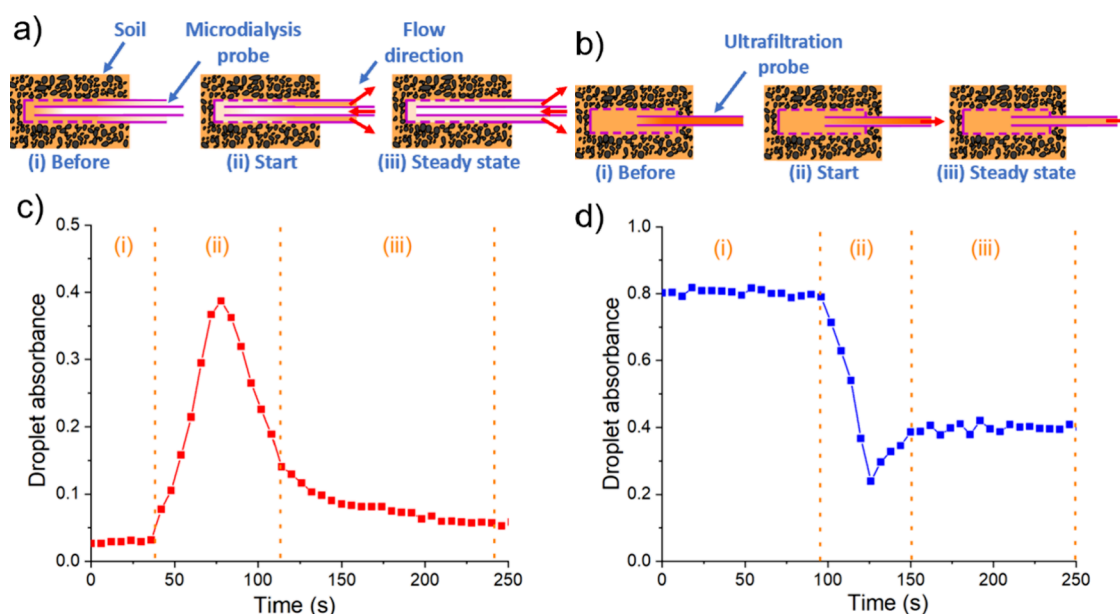 a)
Soil
Microdialysis
probe
Flow
direction
(i) Before
(ii) Start
(iii) Steady state
b)
Ultrafiltration
probe
(i) Before
(ii) Start
(iii) Steady state
c)
Droplet absorbance
0.5
0.4
0.3
0.2
0.1
0.0
(i)
(ii)
(iii)
0
50
100
150
200
250
Time (s)
d)
Droplet absorbance
1.0
0.8
0.6
0.4
0.2
0.0
(i)
(ii)
(iii)
0
50
100
150
200
250
Time (s)